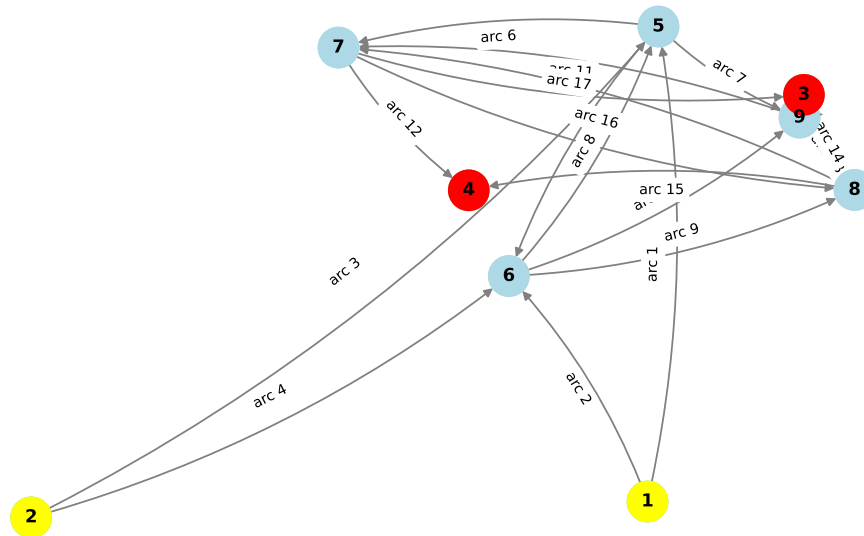 5
arc 6
7
arc 7
arc 11
arc 17
3
9
arc 16
arc 12
arc 14
arc 8
4
arc 15
8
arc 9
arc 1
6
arc 3
arc 2
arc 4
1
2